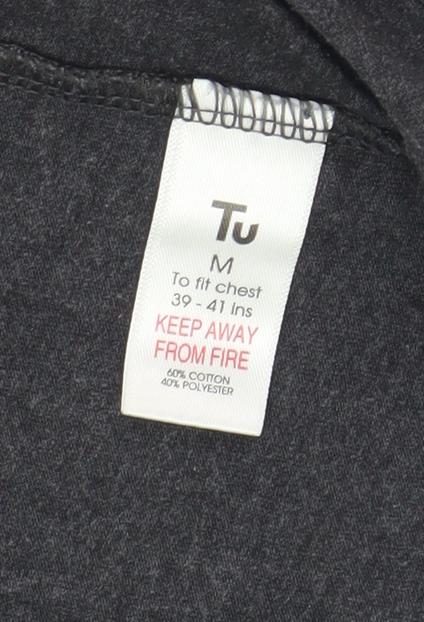 Tu
M
To fit chest
39 - 41 ins
KEEP AWAY
FROM FIRE
60% COTTON
40% POLYESTER